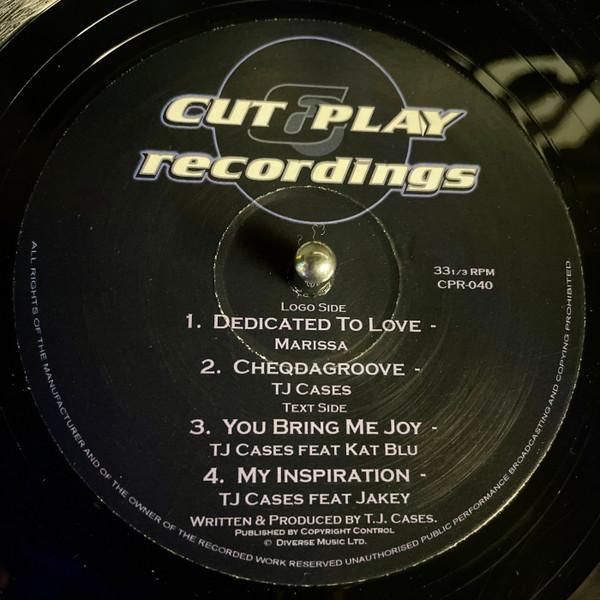 CUT & PLAY
recordings
33 1/3 RPM
CPR-040
LOGO SIDE
1. DEDICATED TO LOVE -
MARISSA
2. CHEQDAGROOVE -
TJ CASES
TEXT SIDE
3. YOU BRING ME JOY -
TJ CASES FEAT KAT BLU
4. MY INSPIRATION -
TJ CASES FEAT JAKEY
WRITTEN & PRODUCED BY T.J. CASES.
PUBLISHED BY COPYRIGHT CONTROL
© DIVERSE MUSIC LTD.
ALL RIGHTS OF THE MANUFACTURER AND OF THE OWNER OF THE RECORDED WORK RESERVED UNAUTHORISED PUBLIC PERFORMANCE BROADCASTING AND COPYING PROHIBITED